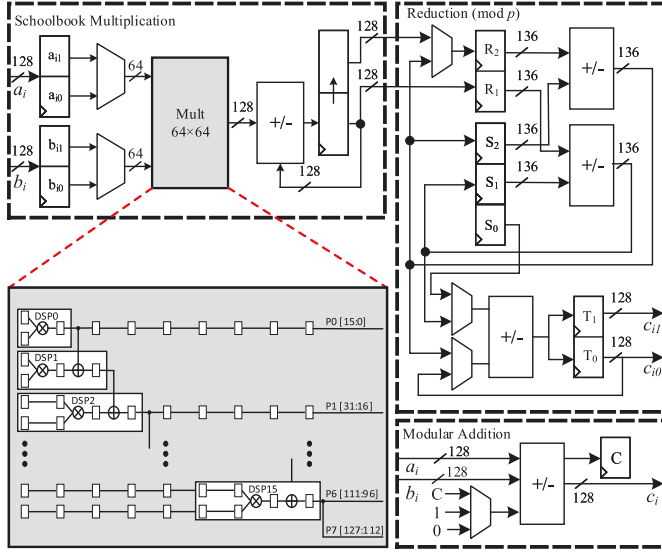 Schoolbook Multiplication
128
a_i
a_i1
a_i0
64
128
b_i
b_i1
b_i0
64
Mult
64×64
128
+/-
128
128
128
Reduction (mod p)
R_2
R_1
S_2
S_1
S_0
136
136
136
136
+/-
136
+/-
136
+/-
T_1
T_0
128
c_i1
128
c_i0
DSP0
P0 [15:0]
DSP1
DSP2
P1 [31:16]
DSP15
P6 [111:96]
P7 [127:112]
Modular Addition
a_i
128
b_i
128
C
1
0
+/-
C
128
c_i